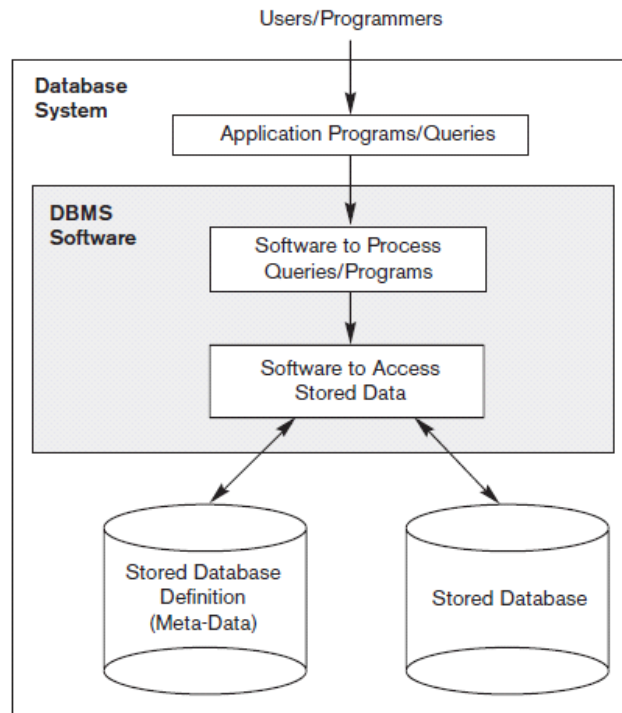 Users/Programmers
Database
System
Application Programs/Queries
DBMS
Software
Software to Process
Queries/Programs
Software to Access
Stored Data
Stored Database
Definition
(Meta-Data)
Stored Database